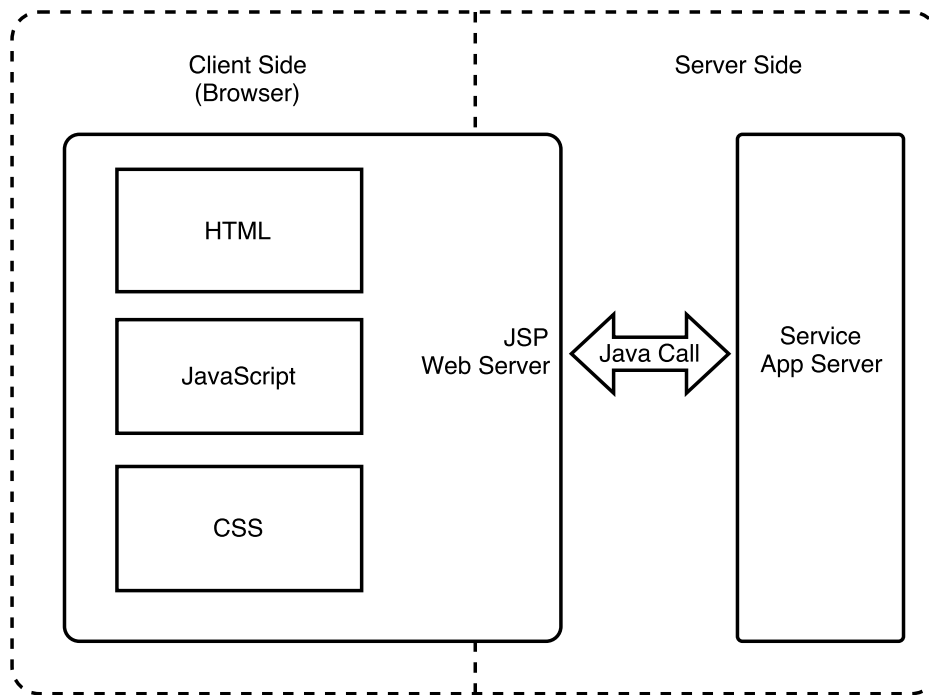 Client Side
(Browser)
Server Side
HTML
JavaScript
CSS
JSP
Web Server
Java Call
Service
App Server